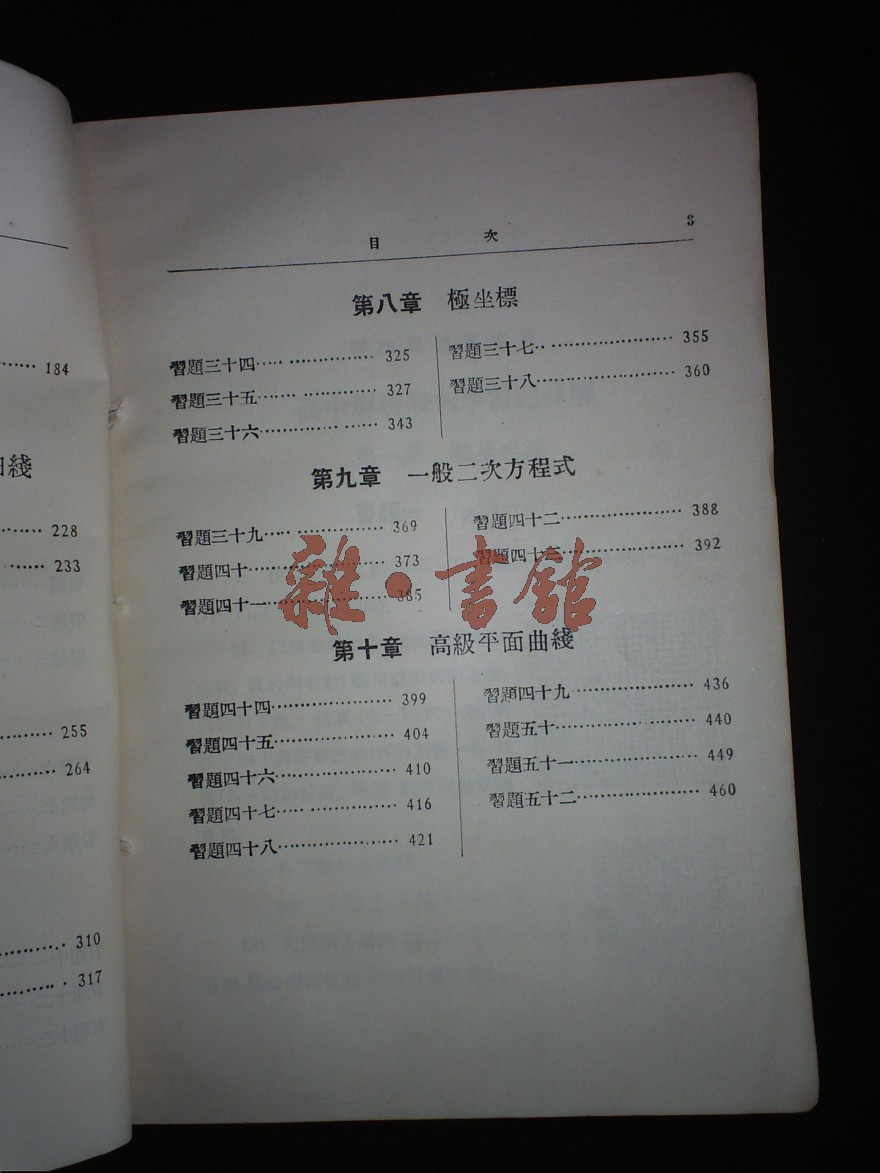 184
曲綫
228
233
255
264
310
317
目 次 3
第八章 極坐標
習題三十四 325
習題三十五 327
習題三十六 343
習題三十七 355
習題三十八 360
第九章 一般二次方程式
習題三十九 369
習題四十 373
習題四十一 385
習題四十二 388
習題四十三 392
雜·書館
第十章 高級平面曲綫
習題四十四 399
習題四十五 404
習題四十六 410
習題四十七 416
習題四十八 421
習題四十九 436
習題五十 440
習題五十一 449
習題五十二 460